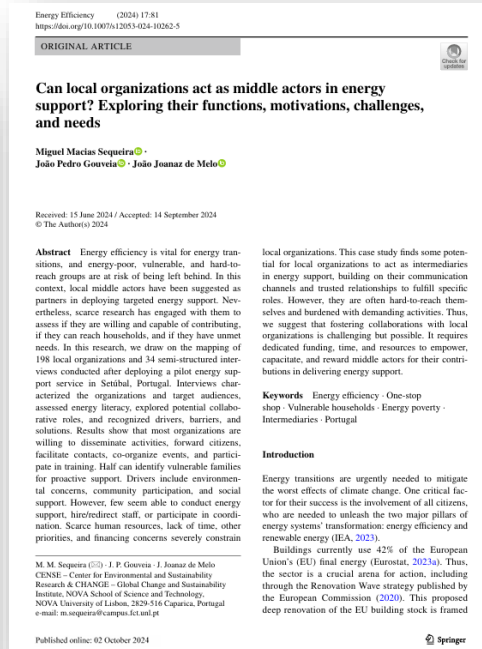 Energy Efficiency (2024) 17:81
https://doi.org/10.1007/s12053-024-10262-5
ORIGINAL ARTICLE
Check for
updates
Can local organizations act as middle actors in energy
support? Exploring their functions, motivations, challenges,
and needs
Miguel Macias Sequeira ·
João Pedro Gouveia · João Joanaz de Melo
Received: 15 June 2024 / Accepted: 14 September 2024
© The Author(s) 2024
Abstract Energy efficiency is vital for energy tran-
sitions, and energy-poor, vulnerable, and hard-to-
reach groups are at risk of being left behind. In this
context, local middle actors have been suggested as
partners in deploying targeted energy support. Nev-
ertheless, scarce research has engaged with them to
assess if they are willing and capable of contributing,
if they can reach households, and if they have unmet
needs. In this research, we draw on the mapping of
198 local organizations and 34 semi-structured inter-
views conducted after deploying a pilot energy sup-
port service in Setúbal, Portugal. Interviews char-
acterized the organizations and target audiences,
assessed energy literacy, explored potential collabo-
rative roles, and recognized drivers, barriers, and
solutions. Results show that most organizations are
willing to disseminate activities, forward citizens,
facilitate contacts, co-organize events, and partici-
pate in training. Half can identify vulnerable families
for proactive support. Drivers include environmen-
tal concerns, community participation, and social
support. However, few seem able to conduct energy
support, hire/redirect staff, or participate in coordi-
nation. Scarce human resources, lack of time, other
priorities, and financing concerns severely constrain
local organizations. This case study finds some poten-
tial for local organizations to act as intermediaries
in energy support, building on their communication
channels and trusted relationships to fulfill specific
roles. However, they are often hard-to-reach them-
selves and burdened with demanding activities. Thus,
we suggest that fostering collaborations with local
organizations is challenging but possible. It requires
dedicated funding, time, and resources to empower,
capacitate, and reward middle actors for their contri-
butions in delivering energy support.
Keywords Energy efficiency · One-stop
shop · Vulnerable households · Energy poverty ·
Intermediaries · Portugal
Introduction
Energy transitions are urgently needed to mitigate
the worst effects of climate change. One critical fac-
tor for their success is the involvement of all citizens,
who are needed to unleash the two major pillars of
energy systems' transformation: energy efficiency and
renewable energy (IEA, 2023).
Buildings currently use 42% of the European
Union's (EU) final energy (Eurostat, 2023a). Thus,
the sector is a crucial arena for action, including
through the Renovation Wave strategy published by
the European Commission (2020). This proposed
deep renovation of the EU building stock is framed
M. M. Sequeira (✉) · J. P. Gouveia · J. Joanaz de Melo
CENSE – Center for Environmental and Sustainability
Research & CHANGE – Global Change and Sustainability
Institute, NOVA School of Science and Technology,
NOVA University of Lisbon, 2829-516 Caparica, Portugal
e-mail: m.sequeira@campus.fct.unl.pt
Published online: 02 October 2024
Springer